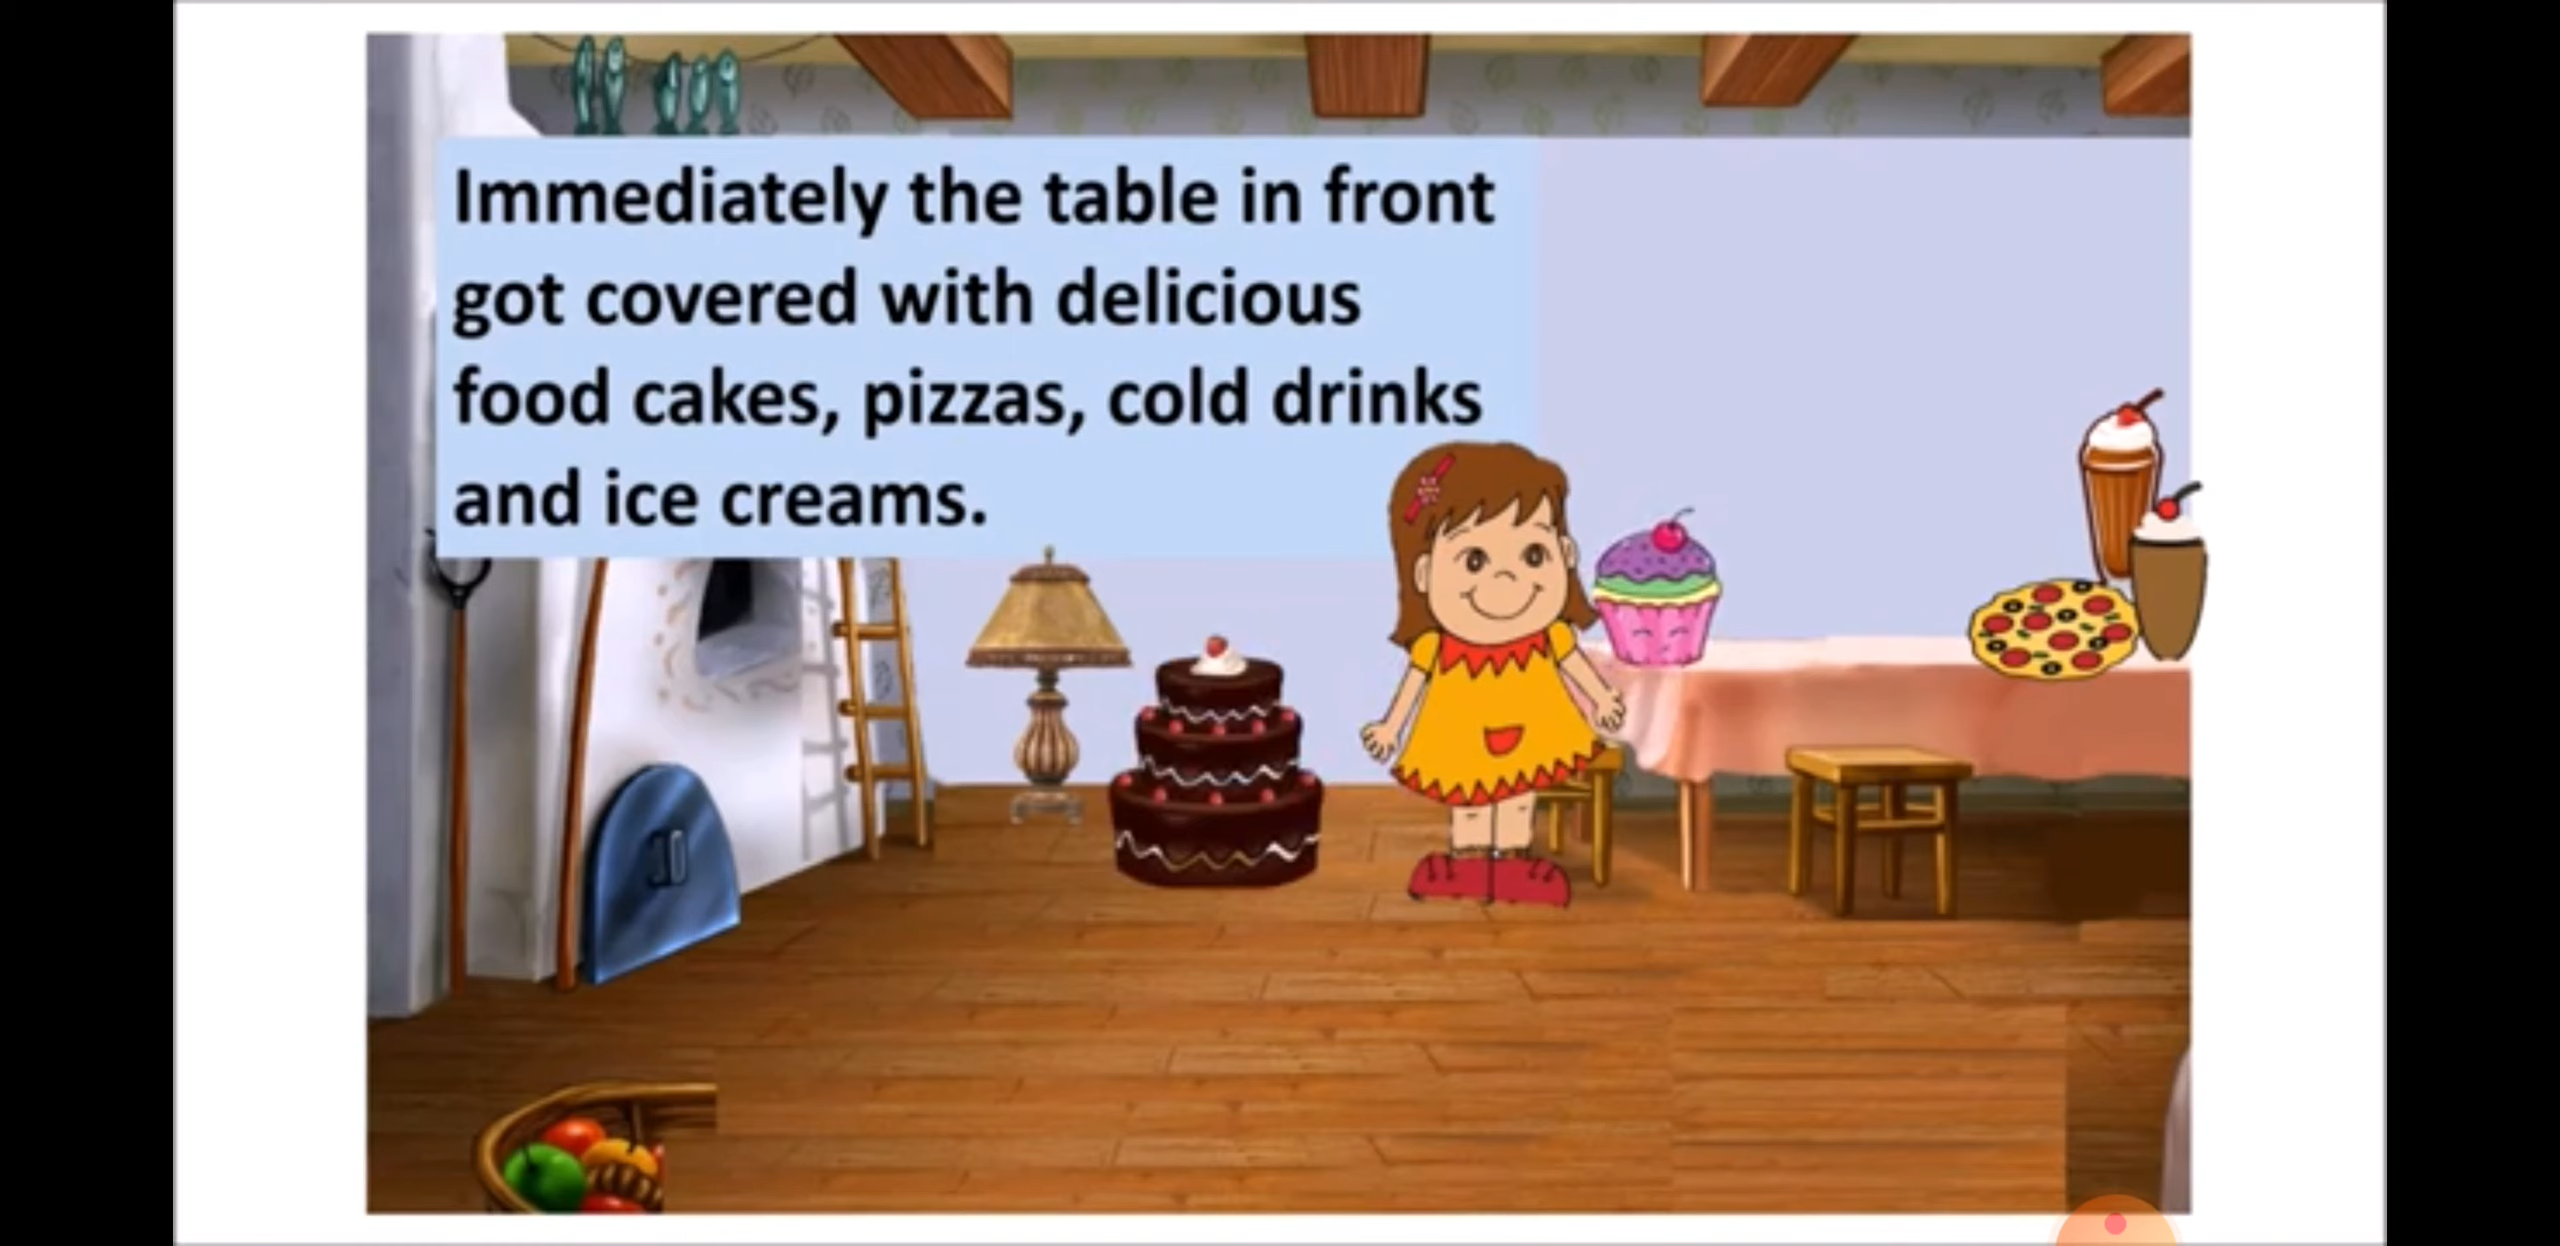 Immediately the table in front
got covered with delicious
food cakes, pizzas, cold drinks
and ice creams.